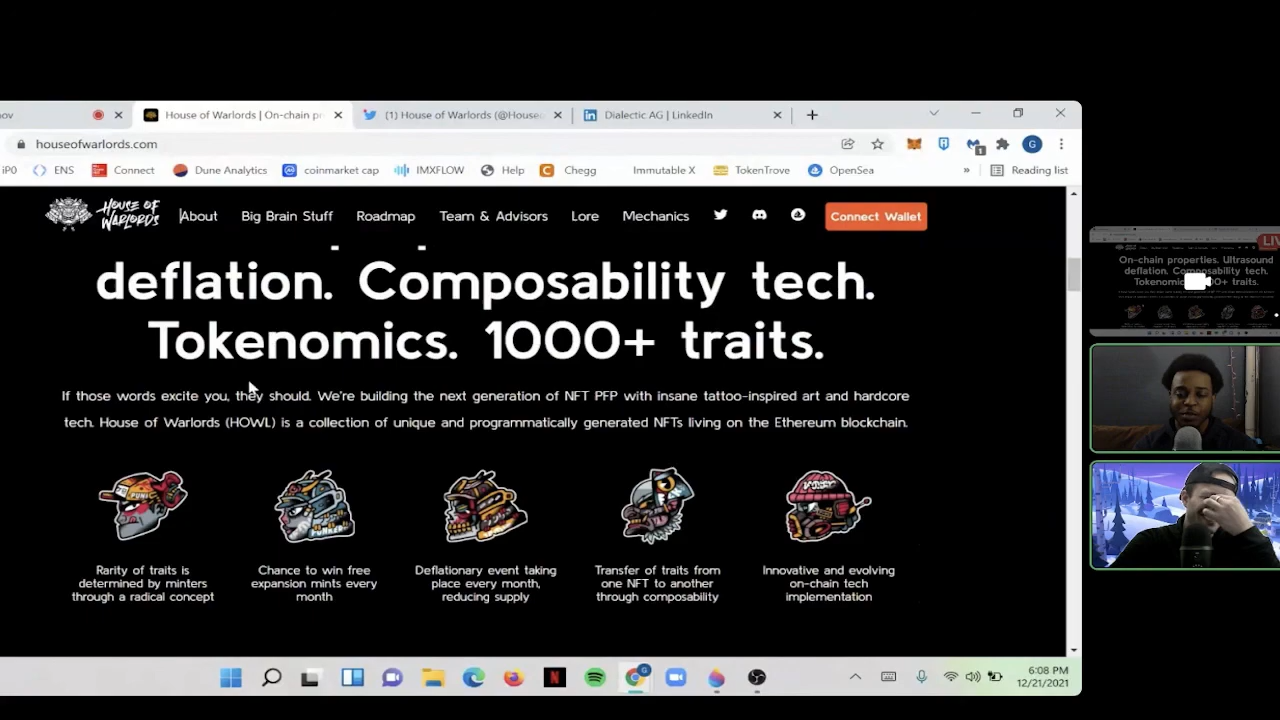 House of Warlords | On-chain pr
(1) House of Warlords (@House
Dialectic AG | LinkedIn
houseofwarlords.com
ENS
Connect
Dune Analytics
coinmarket cap
IMXFLOW
Help
Chegg
Immutable X
TokenTrove
OpenSea
»
Reading list
HOUSE OF
WARLORDS
About
Big Brain Stuff
Roadmap
Team & Advisors
Lore
Mechanics
Connect Wallet
deflation. Composability tech.
Tokenomics. 1000+ traits.
If those words excite you, they should. We're building the next generation of NFT PFP with insane tattoo-inspired art and hardcore
tech. House of Warlords (HOWL) is a collection of unique and programmatically generated NFTs living on the Ethereum blockchain.
Rarity of traits is
determined by minters
through a radical concept
Chance to win free
expansion mints every
month
Deflationary event taking
place every month,
reducing supply
Transfer of traits from
one NFT to another
through composability
Innovative and evolving
on-chain tech
implementation
6:08 PM
12/21/2021
On-chain properties. Ultrasound
deflation. Composability tech.